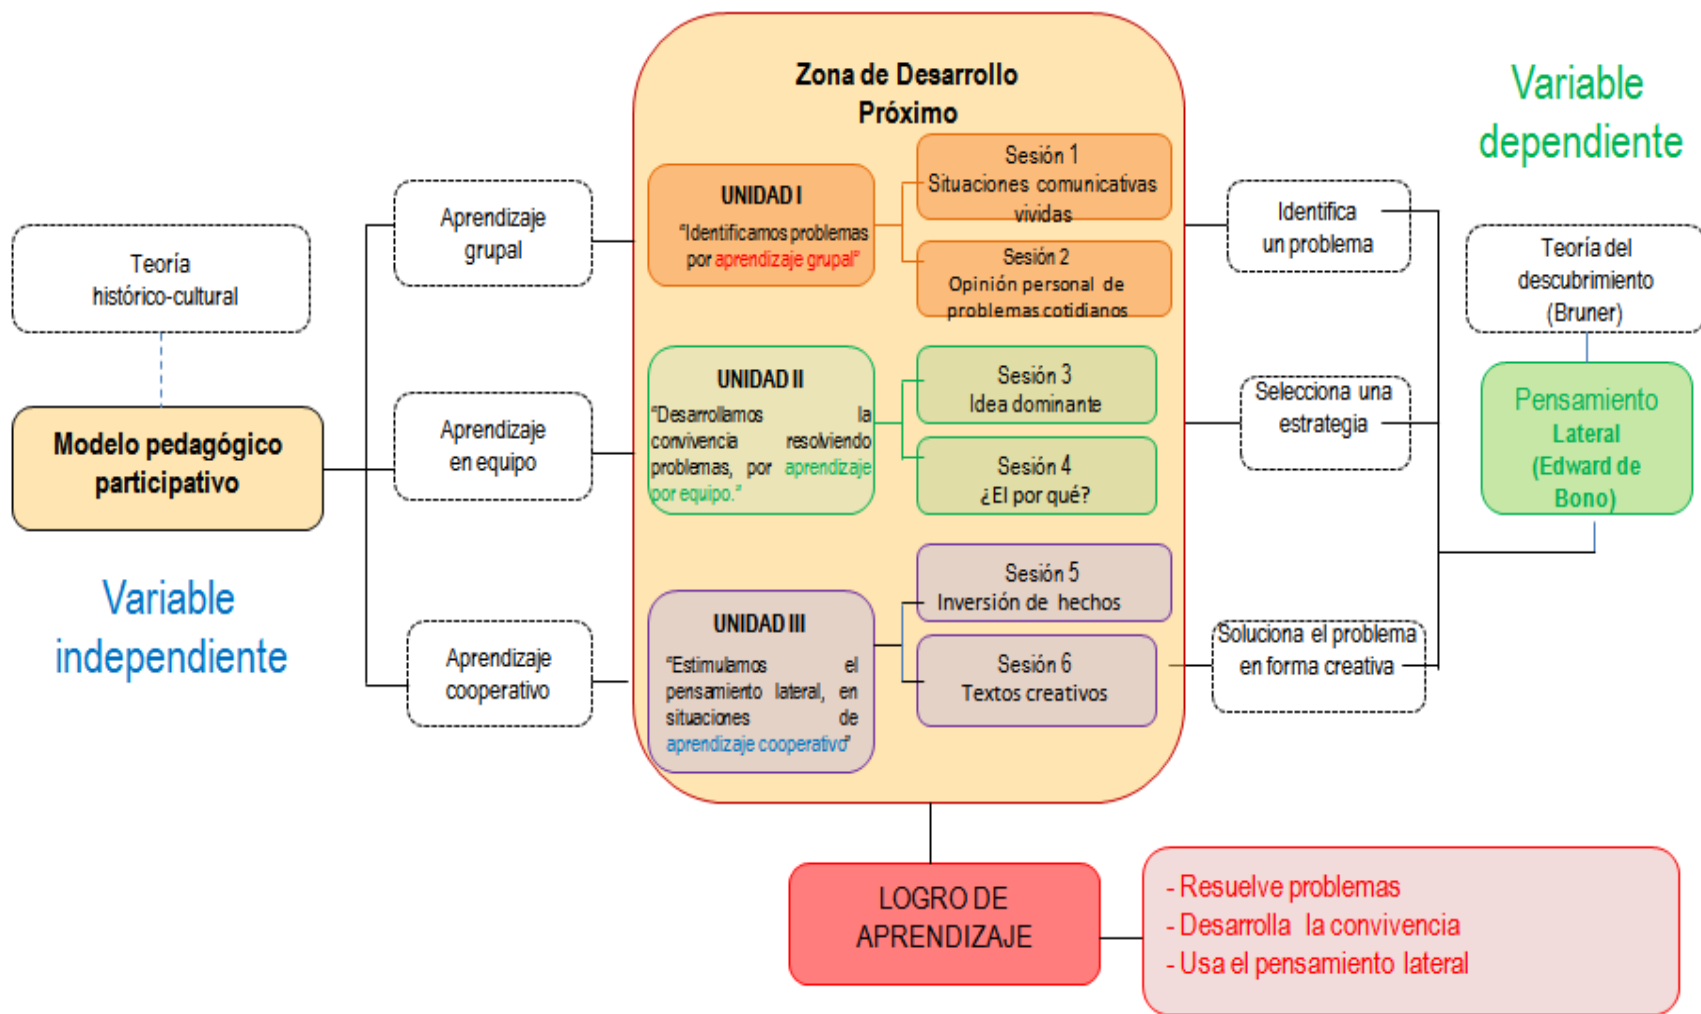 Zona de Desarrollo
Próximo
Variable
dependiente
Teoría
histórico-cultural
Modelo pedagógico
participativo
Variable
independiente
Aprendizaje
grupal
Aprendizaje
en equipo
Aprendizaje
cooperativo
UNIDAD I
"Identificamos problemas
por aprendizaje grupal"
Sesión 1
Situaciones comunicativas
vividas
Sesión 2
Opinión personal de
problemas cotidianos
UNIDAD II
"Desarrollamos la
convivencia resolviendo
problemas, por aprendizaje
por equipo."
Sesión 3
Idea dominante
Sesión 4
¿El por qué?
UNIDAD III
"Estimulamos el
pensamiento lateral, en
situaciones de
aprendizaje cooperativo"
Sesión 5
Inversión de hechos
Sesión 6
Textos creativos
Identifica
un problema
Selecciona una
estrategia
Soluciona el problema
en forma creativa
Teoría del
descubrimiento
(Bruner)
Pensamiento
Lateral
(Edward de
Bono)
LOGRO DE
APRENDIZAJE
- Resuelve problemas
- Desarrolla la convivencia
- Usa el pensamiento lateral